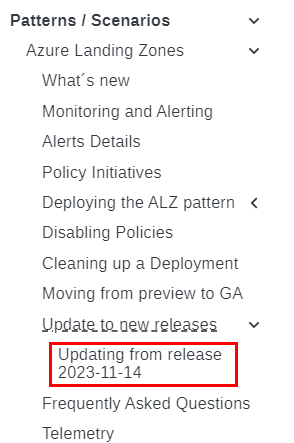 Patterns / Scenarios
Azure Landing Zones
What´s new
Monitoring and Alerting
Alerts Details
Policy Initiatives
Deploying the ALZ pattern
Disabling Policies
Cleaning up a Deployment
Moving from preview to GA
Update to new releases
Updating from release
2023-11-14
Frequently Asked Questions
Telemetry